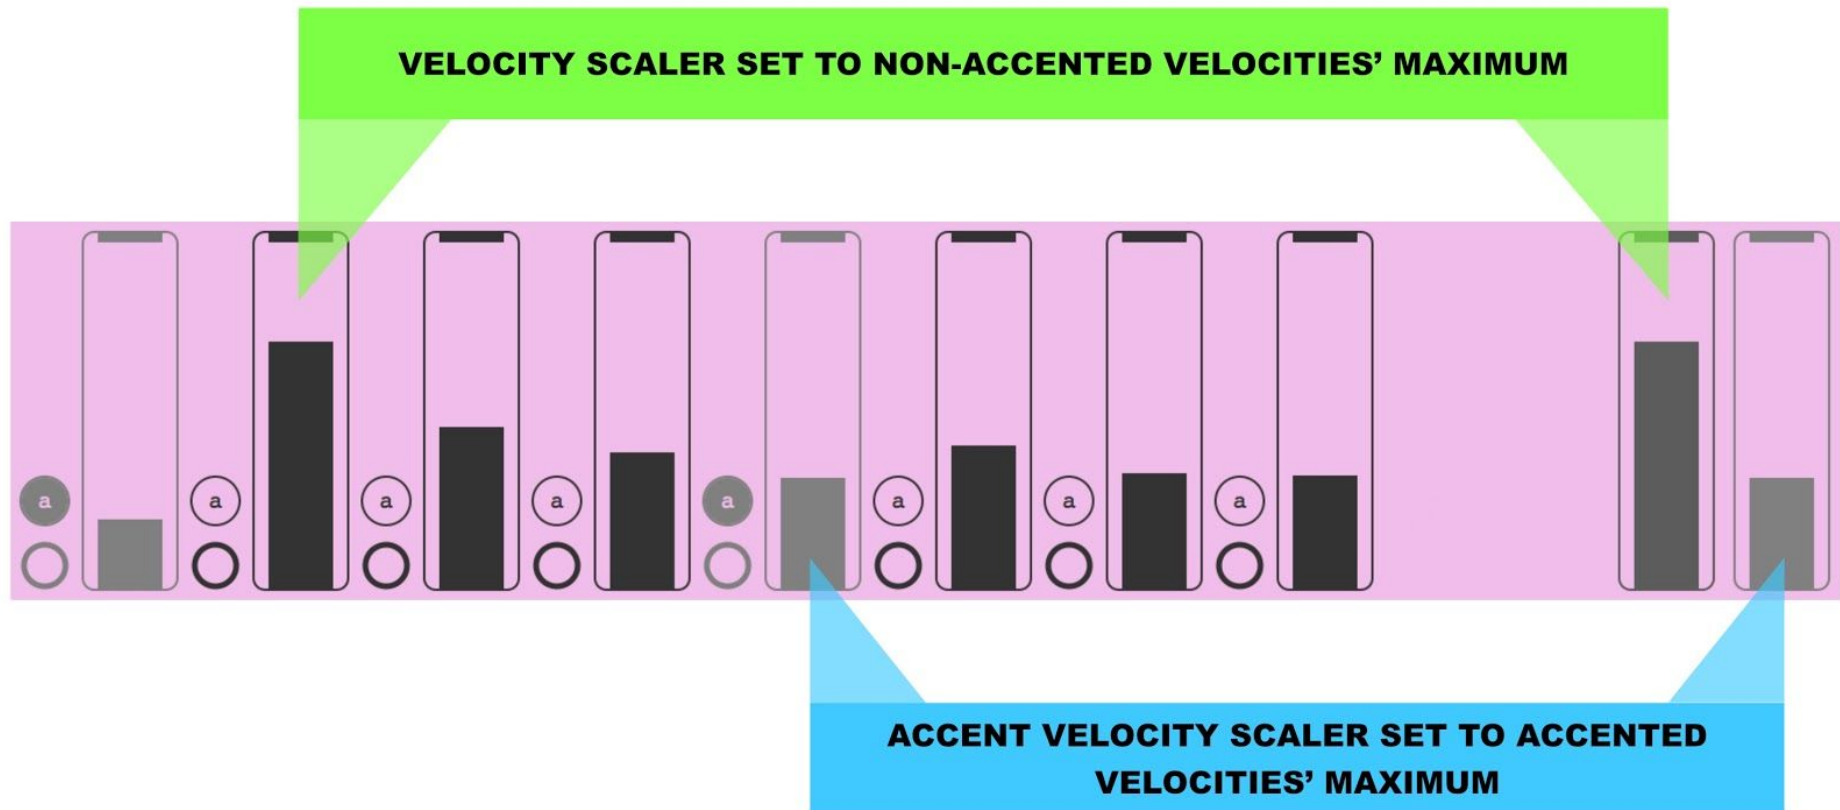 VELOCITY SCALER SET TO NON-ACCENTED VELOCITIES’ MAXIMUM
a
a
a
a
a
a
a
a
ACCENT VELOCITY SCALER SET TO ACCENTED
VELOCITIES’ MAXIMUM